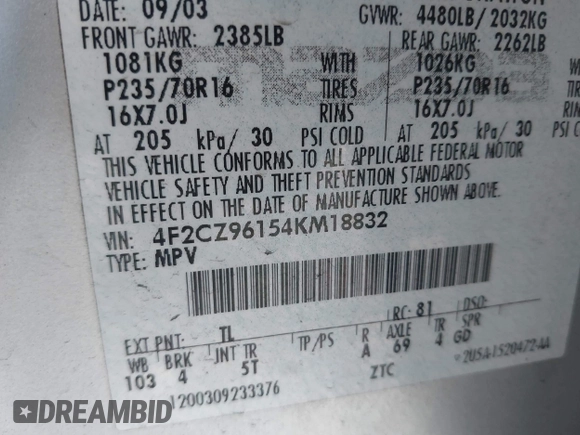 DATE: 09/03
GVWR: 4480LB/ 2032KG
FRONT GAWR: 2385LB REAR GAWR: 2262LB
1081KG WITH 1026KG WITH
P235/70R16 TIRES P235/70R16 TIRES
16X7.0J RIMS 16X7.0J RIMS
AT 205 kPa/ 30 PSI COLD AT 205 kPa/ 30 PSI C
THIS VEHICLE CONFORMS TO ALL APPLICABLE FEDERAL MOTOR
VEHICLE SAFETY AND THEFT PREVENTION STANDARDS
IN EFFECT ON THE DATE OF MANUFACTURE SHOWN ABOVE.
VIN: 4F2CZ96154KM18832
TYPE: MPV
EXT PNT: TL RC: 81 DSO:
WB BRK INT TR TP/PS R AXLE TR SPR
103 4 5T A 69 4 GD
1200309233376 ZTC
DREAMBID